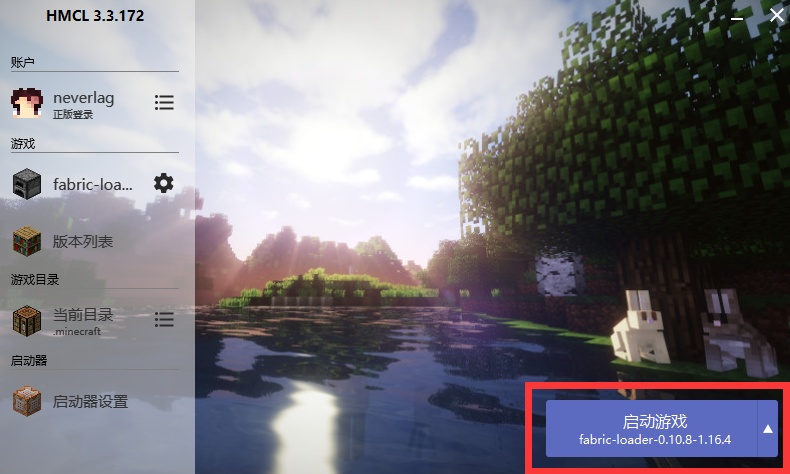 HMCL 3.3.172
账户
neverlag
正版登录
游戏
fabric-loa...
版本列表
游戏目录
当前目录
.minecraft
启动器
启动器设置
启动游戏
fabric-loader-0.10.8-1.16.4